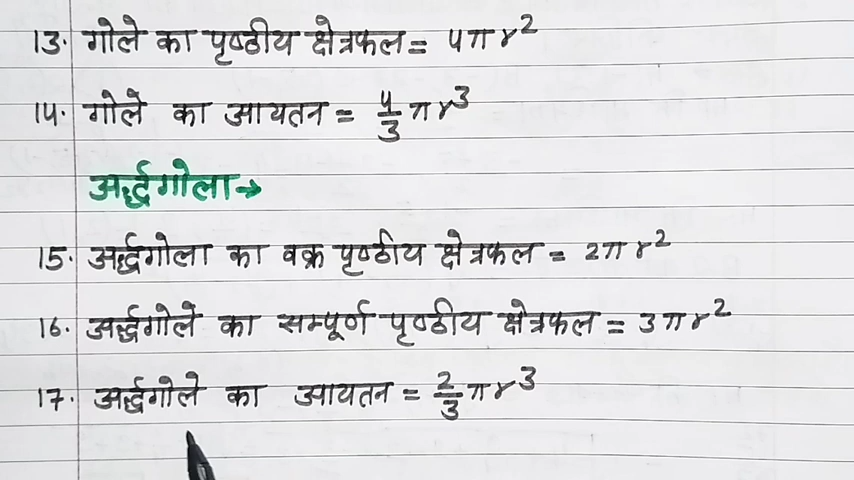 13. गोले का पृष्ठीय क्षेत्रफल = 4πr²
14. गोले का आयतन = 4/3 πr³
अर्द्धगोला→
15. अर्द्धगोला का वक्र पृष्ठीय क्षेत्रफल = 2πr²
16. अर्द्धगोले का सम्पूर्ण पृष्ठीय क्षेत्रफल = 3πr²
17. अर्द्धगोले का आयतन = 2/3 πr³